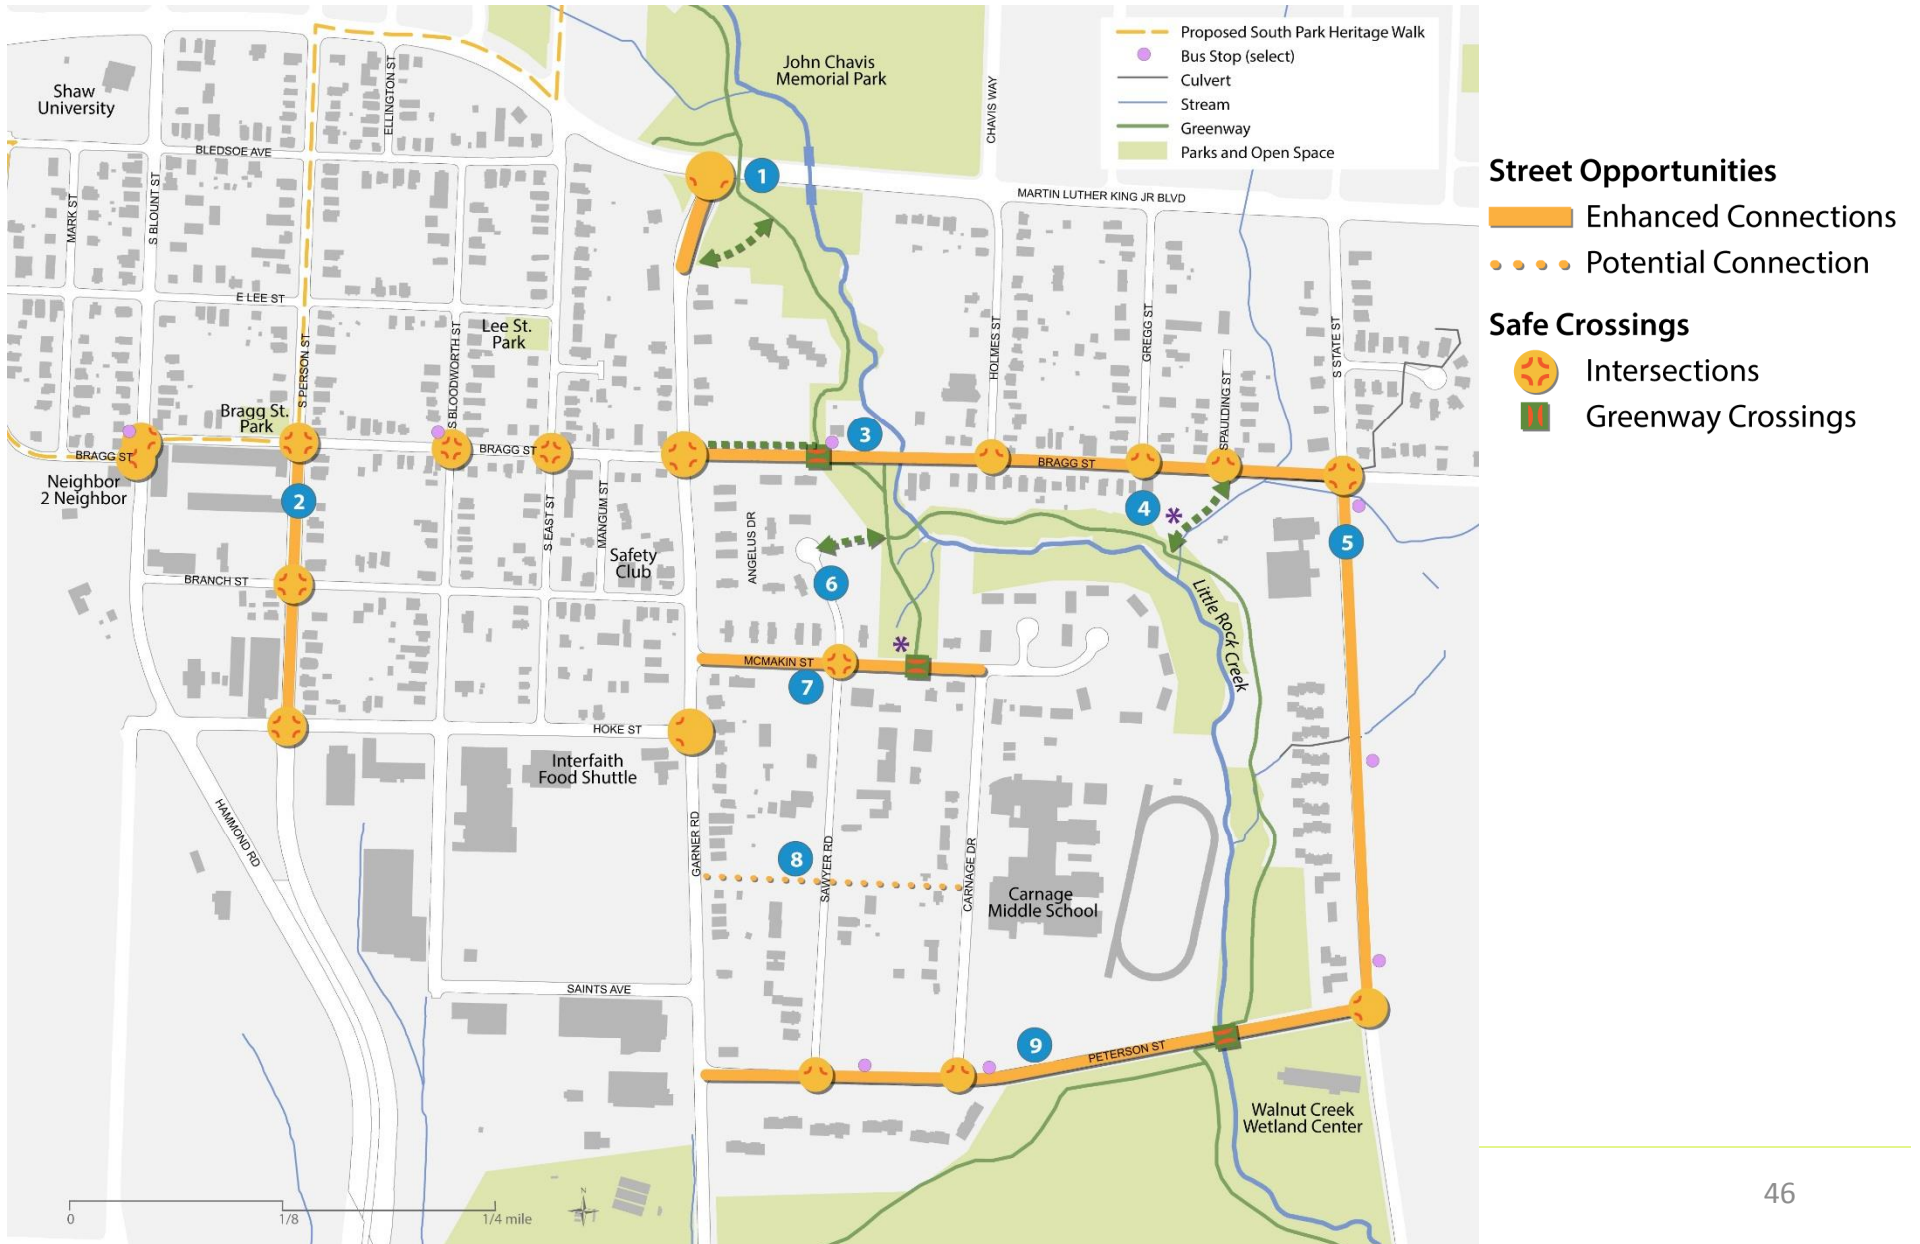 John Chavis
Memorial Park
Shaw
University
ELLINGTON ST
CHAVIS WAY
Proposed South Park Heritage Walk
Bus Stop (select)
Culvert
Stream
Greenway
Parks and Open Space
Street Opportunities
Enhanced Connections
Potential Connection
Safe Crossings
Intersections
Greenway Crossings
BLEDSOE AVE
MARK ST
S BLOUNT ST
1
MARTIN LUTHER KING JR BLVD
E LEE ST
Lee St.
Park
S PERSON ST
S BLOODWORTH ST
HOLMES ST
GREGG ST
SPAULDING ST
S STATE ST
Bragg St.
Park
BRAGG ST
BRAGG ST
3
BRAGG ST
Neighbor
2 Neighbor
2
S EAST ST
MANGUM ST
ANGELUS DR
4
*
5
Safety
Club
BRANCH ST
6
Little Rock Creek
*
MCMAKIN ST
7
HOKE ST
Interfaith
Food Shuttle
HAMMOND RD
GARNER RD
8
SAWYER RD
CARNAGE DR
Carnage
Middle School
SAINTS AVE
9
PETERSON ST
Walnut Creek
Wetland Center
N
0
1/8
1/4 mile
46